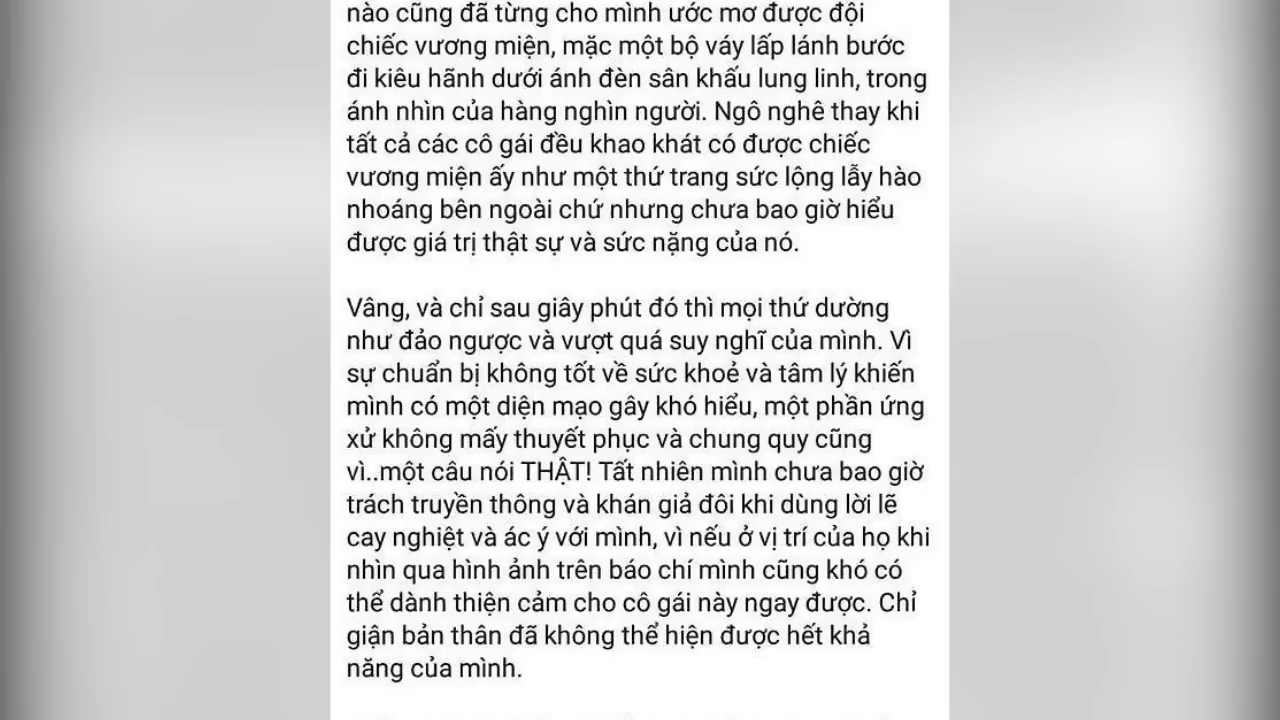 nào cũng đã từng cho mình ước mơ được đội
chiếc vương miện, mặc một bộ váy lấp lánh bước
đi kiêu hãnh dưới ánh đèn sân khấu lung linh, trong
ánh nhìn của hàng nghìn người. Ngô nghê thay khi
tất cả các cô gái đều khao khát có được chiếc
vương miện ấy như một thứ trang sức lộng lẫy hào
nhoáng bên ngoài chứ nhưng chưa bao giờ hiểu
được giá trị thật sự và sức nặng của nó.
Vâng, và chỉ sau giây phút đó thì mọi thứ dường
như đảo ngược và vượt quá suy nghĩ của mình. Vì
sự chuẩn bị không tốt về sức khoẻ và tâm lý khiến
mình có một diện mạo gây khó hiểu, một phần ứng
xử không mấy thuyết phục và chung quy cũng
vì..một câu nói THẬT! Tất nhiên mình chưa bao giờ
trách truyền thông và khán giả đôi khi dùng lời lẽ
cay nghiệt và ác ý với mình, vì nếu ở vị trí của họ khi
nhìn qua hình ảnh trên báo chí mình cũng khó có
thể dành thiện cảm cho cô gái này ngay được. Chỉ
giận bản thân đã không thể hiện được hết khả
năng của mình.